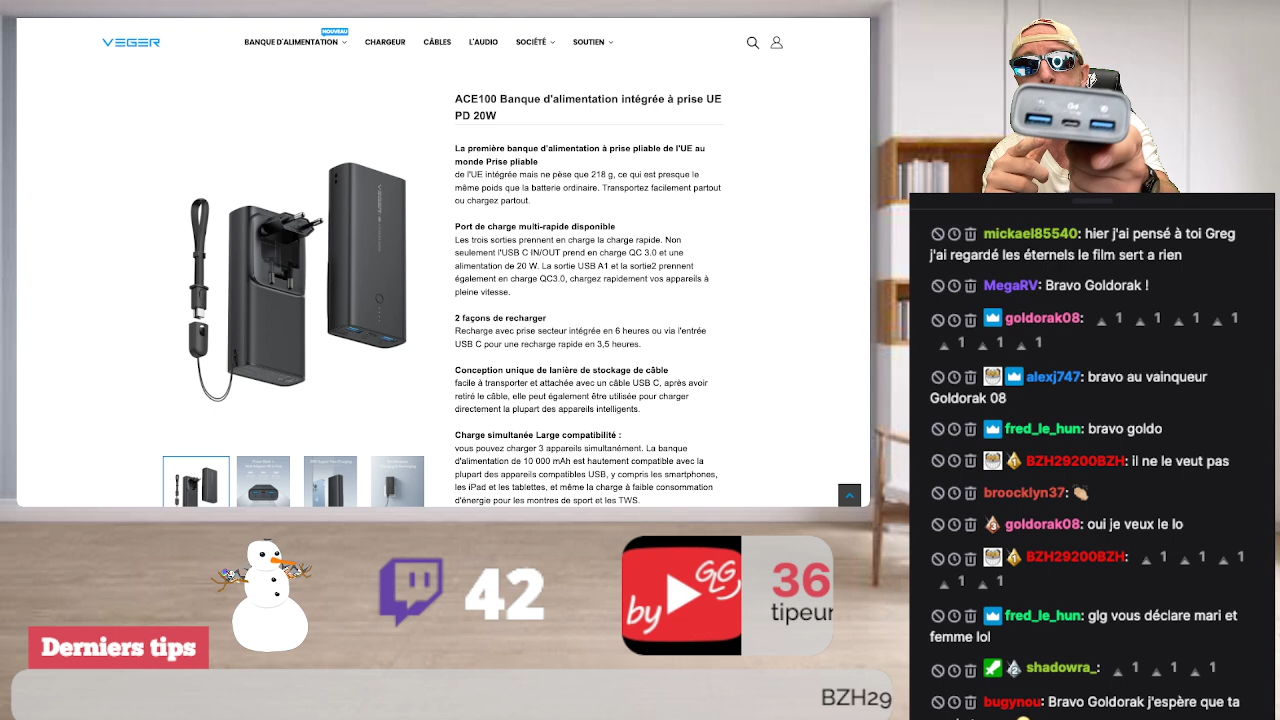 VEGER
NOUVEAU
BANQUE D'ALIMENTATION
CHARGEUR
CÂBLES
L'AUDIO
SOCIÉTÉ
SOUTIEN
ACE100 Banque d'alimentation intégrée à prise UE
PD 20W
La première banque d'alimentation à prise pliable de l'UE au
monde Prise pliable
de l'UE intégrée mais ne pèse que 218 g, ce qui est presque le
même poids que la batterie ordinaire. Transportez facilement partout
ou chargez partout.
Port de charge multi-rapide disponible
Les trois sorties prennent en charge la charge rapide. Non
seulement l'USB C IN/OUT prend en charge QC 3.0 et une
alimentation de 20 W. La sortie USB A1 et la sortie2 prennent
également en charge QC3.0, chargez rapidement vos appareils à
pleine vitesse.
2 façons de recharger
Recharge avec prise secteur intégrée en 6 heures ou via l'entrée
USB C pour une recharge rapide en 3,5 heures.
Conception unique de lanière de stockage de câble
facile à transporter et attachée avec un câble USB C, après avoir
retiré le câble, elle peut également être utilisée pour charger
directement la plupart des appareils intelligents.
Charge simultanée Large compatibilité :
vous pouvez charger 3 appareils simultanément. La banque
d'alimentation de 10 000 mAh est hautement compatible avec la
plupart des appareils compatibles USB, y compris les smartphones,
les iPad et les tablettes, et même la charge à faible consommation
d'énergie pour les montres de sport et les TWS.
mickael85540: hier j'ai pensé à toi Greg
j'ai regardé les éternels le film sert a rien
MegaRV: Bravo Goldorak !
goldorak08: 1 1 1 1
1 1 1
alexj747: bravo au vainqueur
Goldorak 08
fred_le_hun: bravo goldo
BZH29200BZH: il ne le veut pas
broocklyn37:
goldorak08: oui je veux le lo
BZH29200BZH: 1 1 1
1 1
fred_le_hun: glg vous déclare mari et
femme lol
shadowra_: 1 1 1
bugynou: Bravo Goldorak j'espère que ta
42
by GLG
36
tipeur
Derniers tips
BZH29